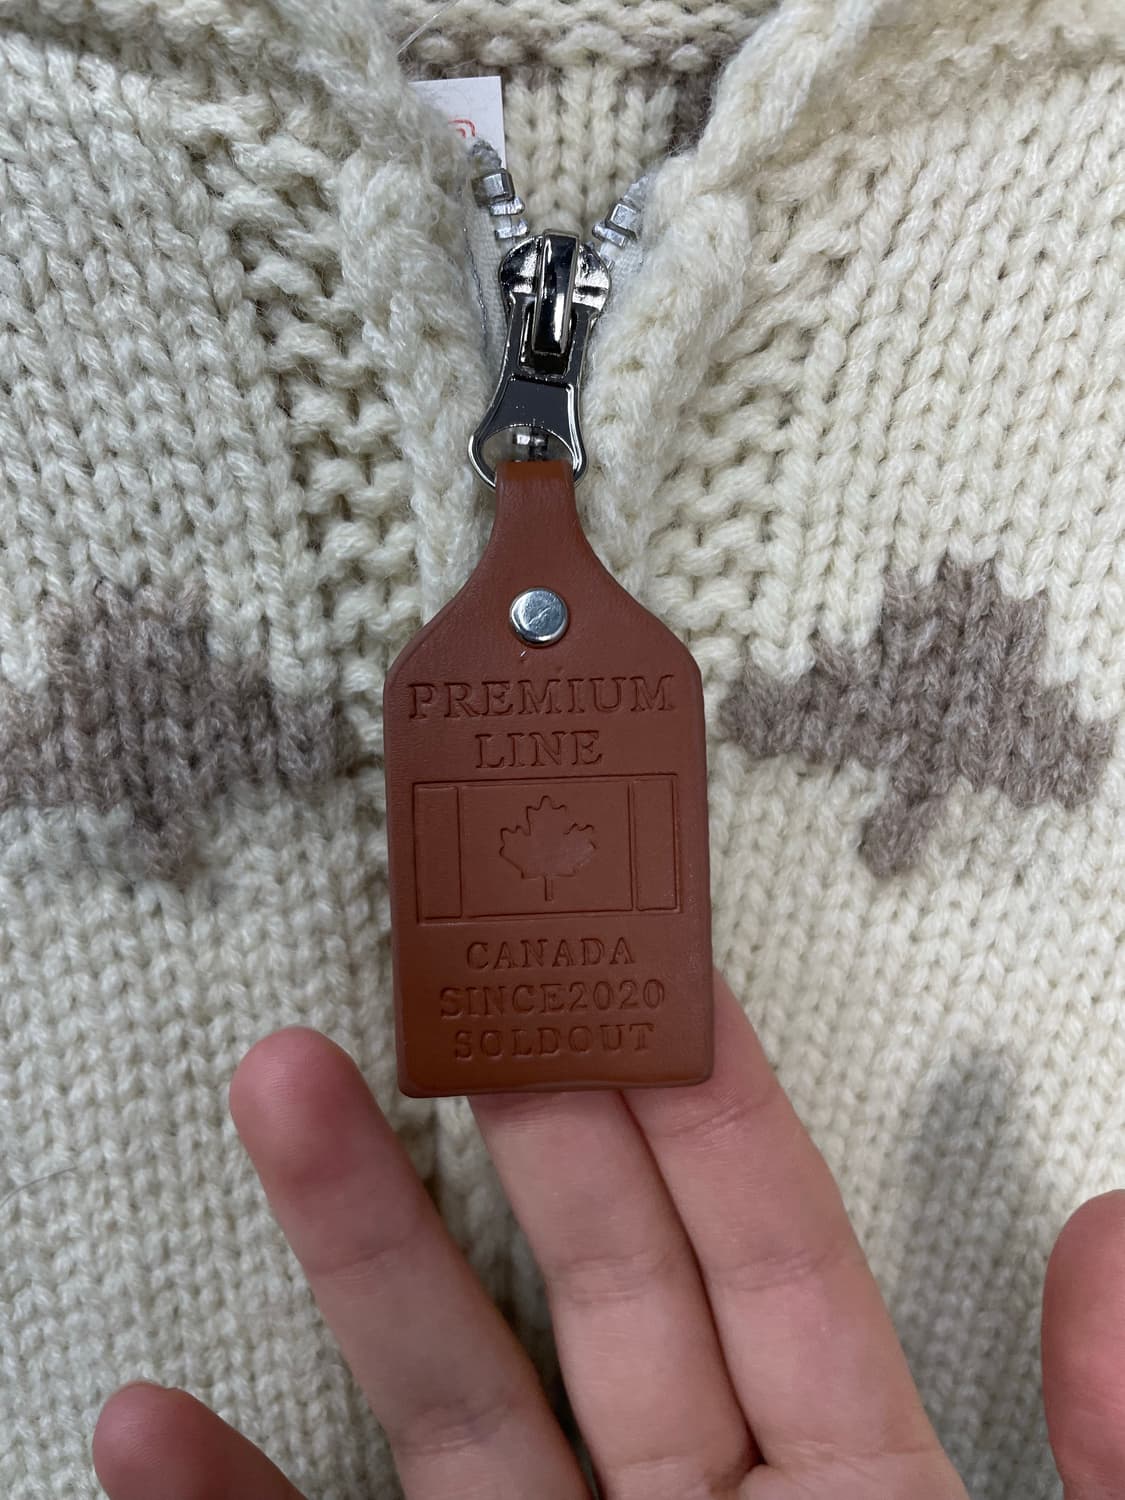 PREMIUM
LINE
CANADA
SINCE2020
SOLDOUT